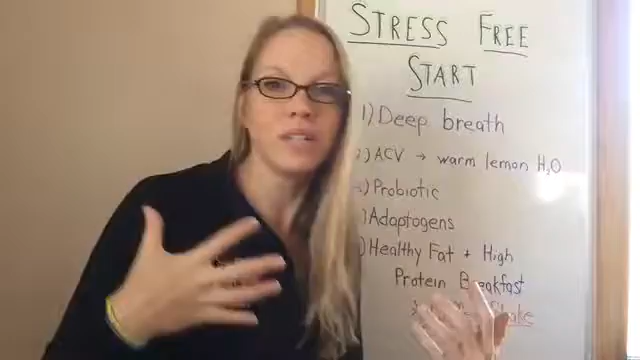 STRESS FREE
START
1) Deep breath
2) ACV → warm lemon H2O
) Probiotic
) Adaptogens
) Healthy Fat + High
Protein Breakfast
Shake